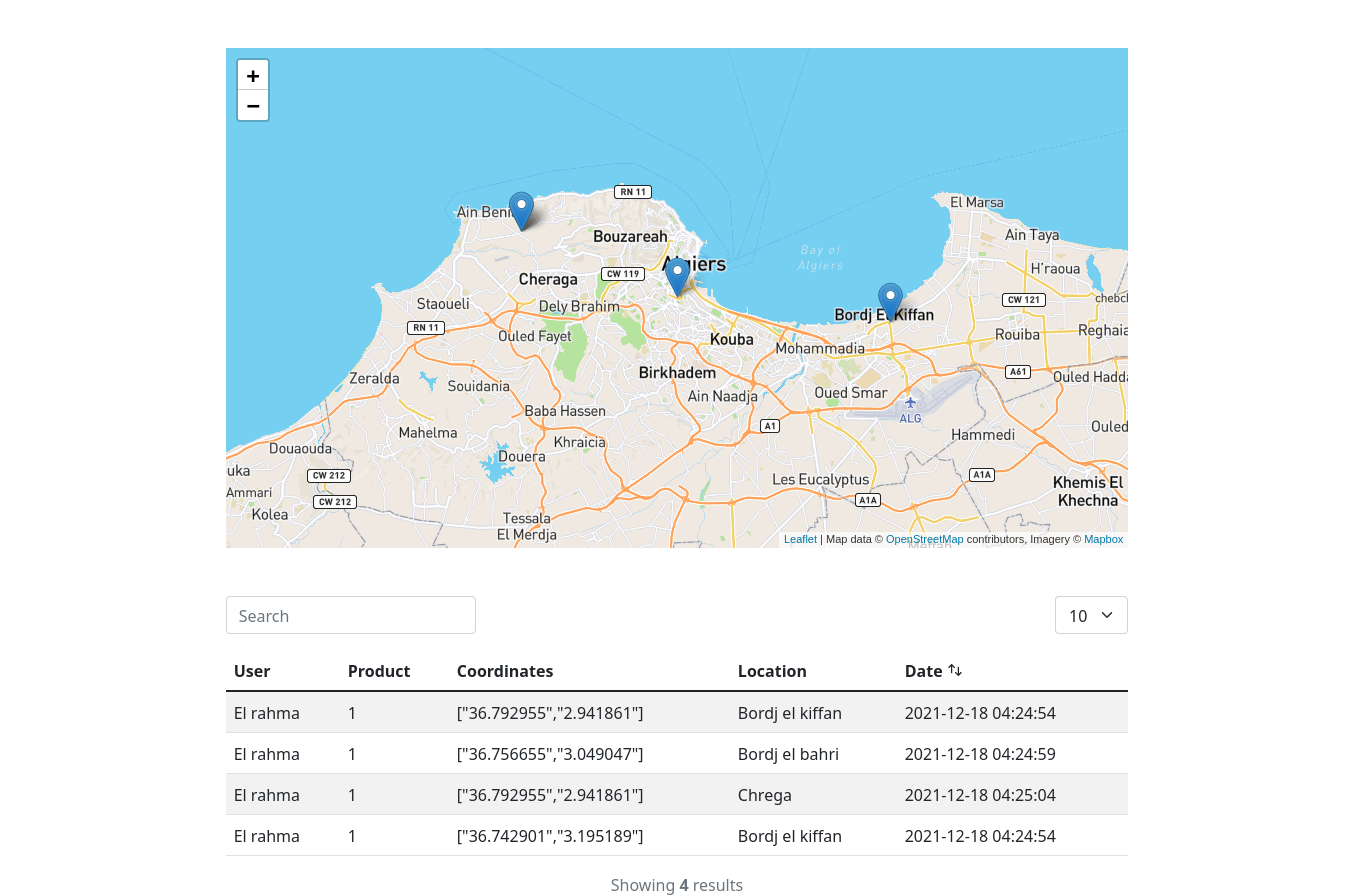 +
−
RN 11
Ain Beni
El Marsa
Ain Taya
Bouzareah
Bay of
Algiers
Algiers
H'raoua
CW 119
Cheraga
CW 121
chebch
Staoueli
Dely Brahim
Bordj El Kiffan
RN 11
Ouled Fayet
Kouba
Mohammadia
Rouiba
Reghaia
Zeralda
Souidania
Birkhadem
A61
Ouled Hadda
Ain Naadja
Oued Smar
Baba Hassen
ALG
Mahelma
Khraicia
A1
Hammedi
Ouled
Douaouda
Douera
uka
CW 212
Les Eucalyptus
A1A
Khemis El
Khechna
Ammari
CW 212
A1A
Kolea
Tessala
El Merdja
Leaflet | Map data © OpenStreetMap contributors, Imagery © Mapbox
Search
10
User Product Coordinates Location Date
El rahma 1 ["36.792955","2.941861"] Bordj el kiffan 2021-12-18 04:24:54
El rahma 1 ["36.756655","3.049047"] Bordj el bahri 2021-12-18 04:24:59
El rahma 1 ["36.792955","2.941861"] Chrega 2021-12-18 04:25:04
El rahma 1 ["36.742901","3.195189"] Bordj el kiffan 2021-12-18 04:24:54
Showing 4 results